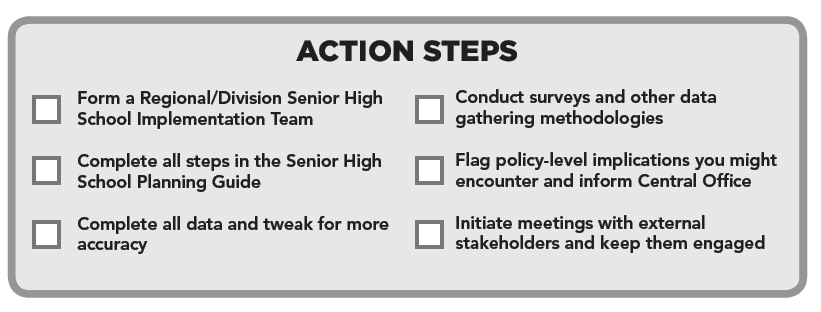 ACTION STEPS
Form a Regional/Division Senior High
School Implementation Team
Complete all steps in the Senior High
School Planning Guide
Complete all data and tweak for more
accuracy
Conduct surveys and other data
gathering methodologies
Flag policy-level implications you might
encounter and inform Central Office
Initiate meetings with external
stakeholders and keep them engaged